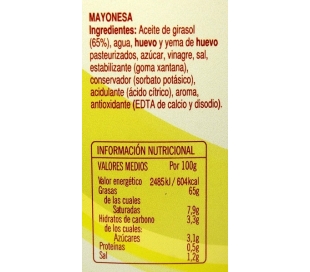 MAYONESA
Ingredientes: Aceite de girasol
(65%), agua, huevo y yema de huevo
pasteurizados, azúcar, vinagre, sal,
estabilizante (goma xantana),
conservador (sorbato potásico),
acidulante (ácido cítrico), aroma,
antioxidante (EDTA de calcio y disodio).
INFORMACIÓN NUTRICIONAL
VALORES MEDIOS Por 100g
Valor energético 2485kJ / 604kcal
Grasas 65g
de las cuales
Saturadas 7,9g
Hidratos de carbono 3,3g
de los cuales:
Azúcares 3,1g
Proteínas 0,5g
Sal 1,2g